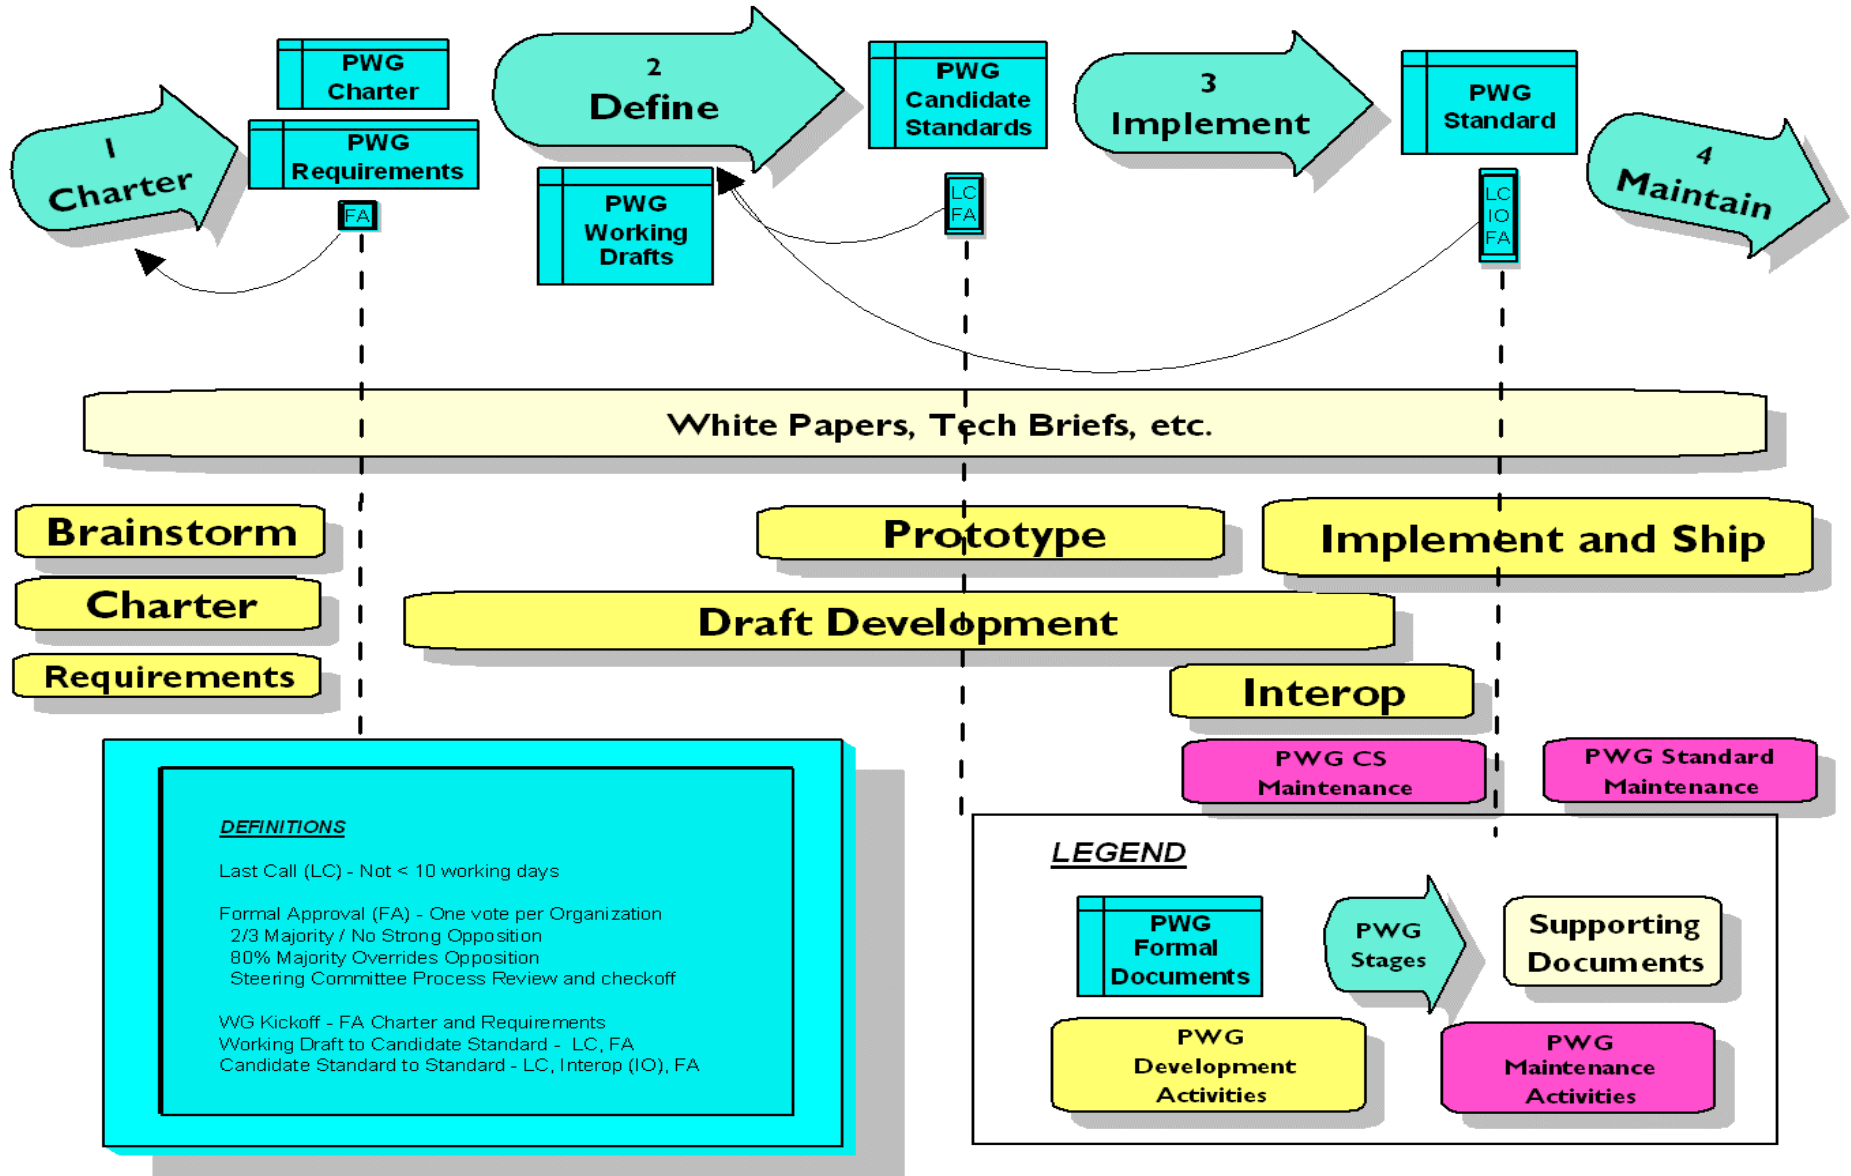 1
Charter
PWG
Charter
PWG
Requirements
FA
2
Define
PWG
Working
Drafts
PWG
Candidate
Standards
LC
FA
3
Implement
PWG
Standard
LC
IO
FA
4
Maintain
White Papers, Tech Briefs, etc.
Brainstorm
Charter
Requirements
Prototype
Implement and Ship
Draft Development
Interop
PWG CS
Maintenance
PWG Standard
Maintenance
DEFINITIONS
Last Call (LC) - Not < 10 working days
Formal Approval (FA) - One vote per Organization
2/3 Majority / No Strong Opposition
80% Majority Overrides Opposition
Steering Committee Process Review and checkoff
WG Kickoff - FA Charter and Requirements
Working Draft to Candidate Standard - LC, FA
Candidate Standard to Standard - LC, Interop (IO), FA
LEGEND
PWG
Formal
Documents
PWG
Stages
Supporting
Documents
PWG
Development
Activities
PWG
Maintenance
Activities